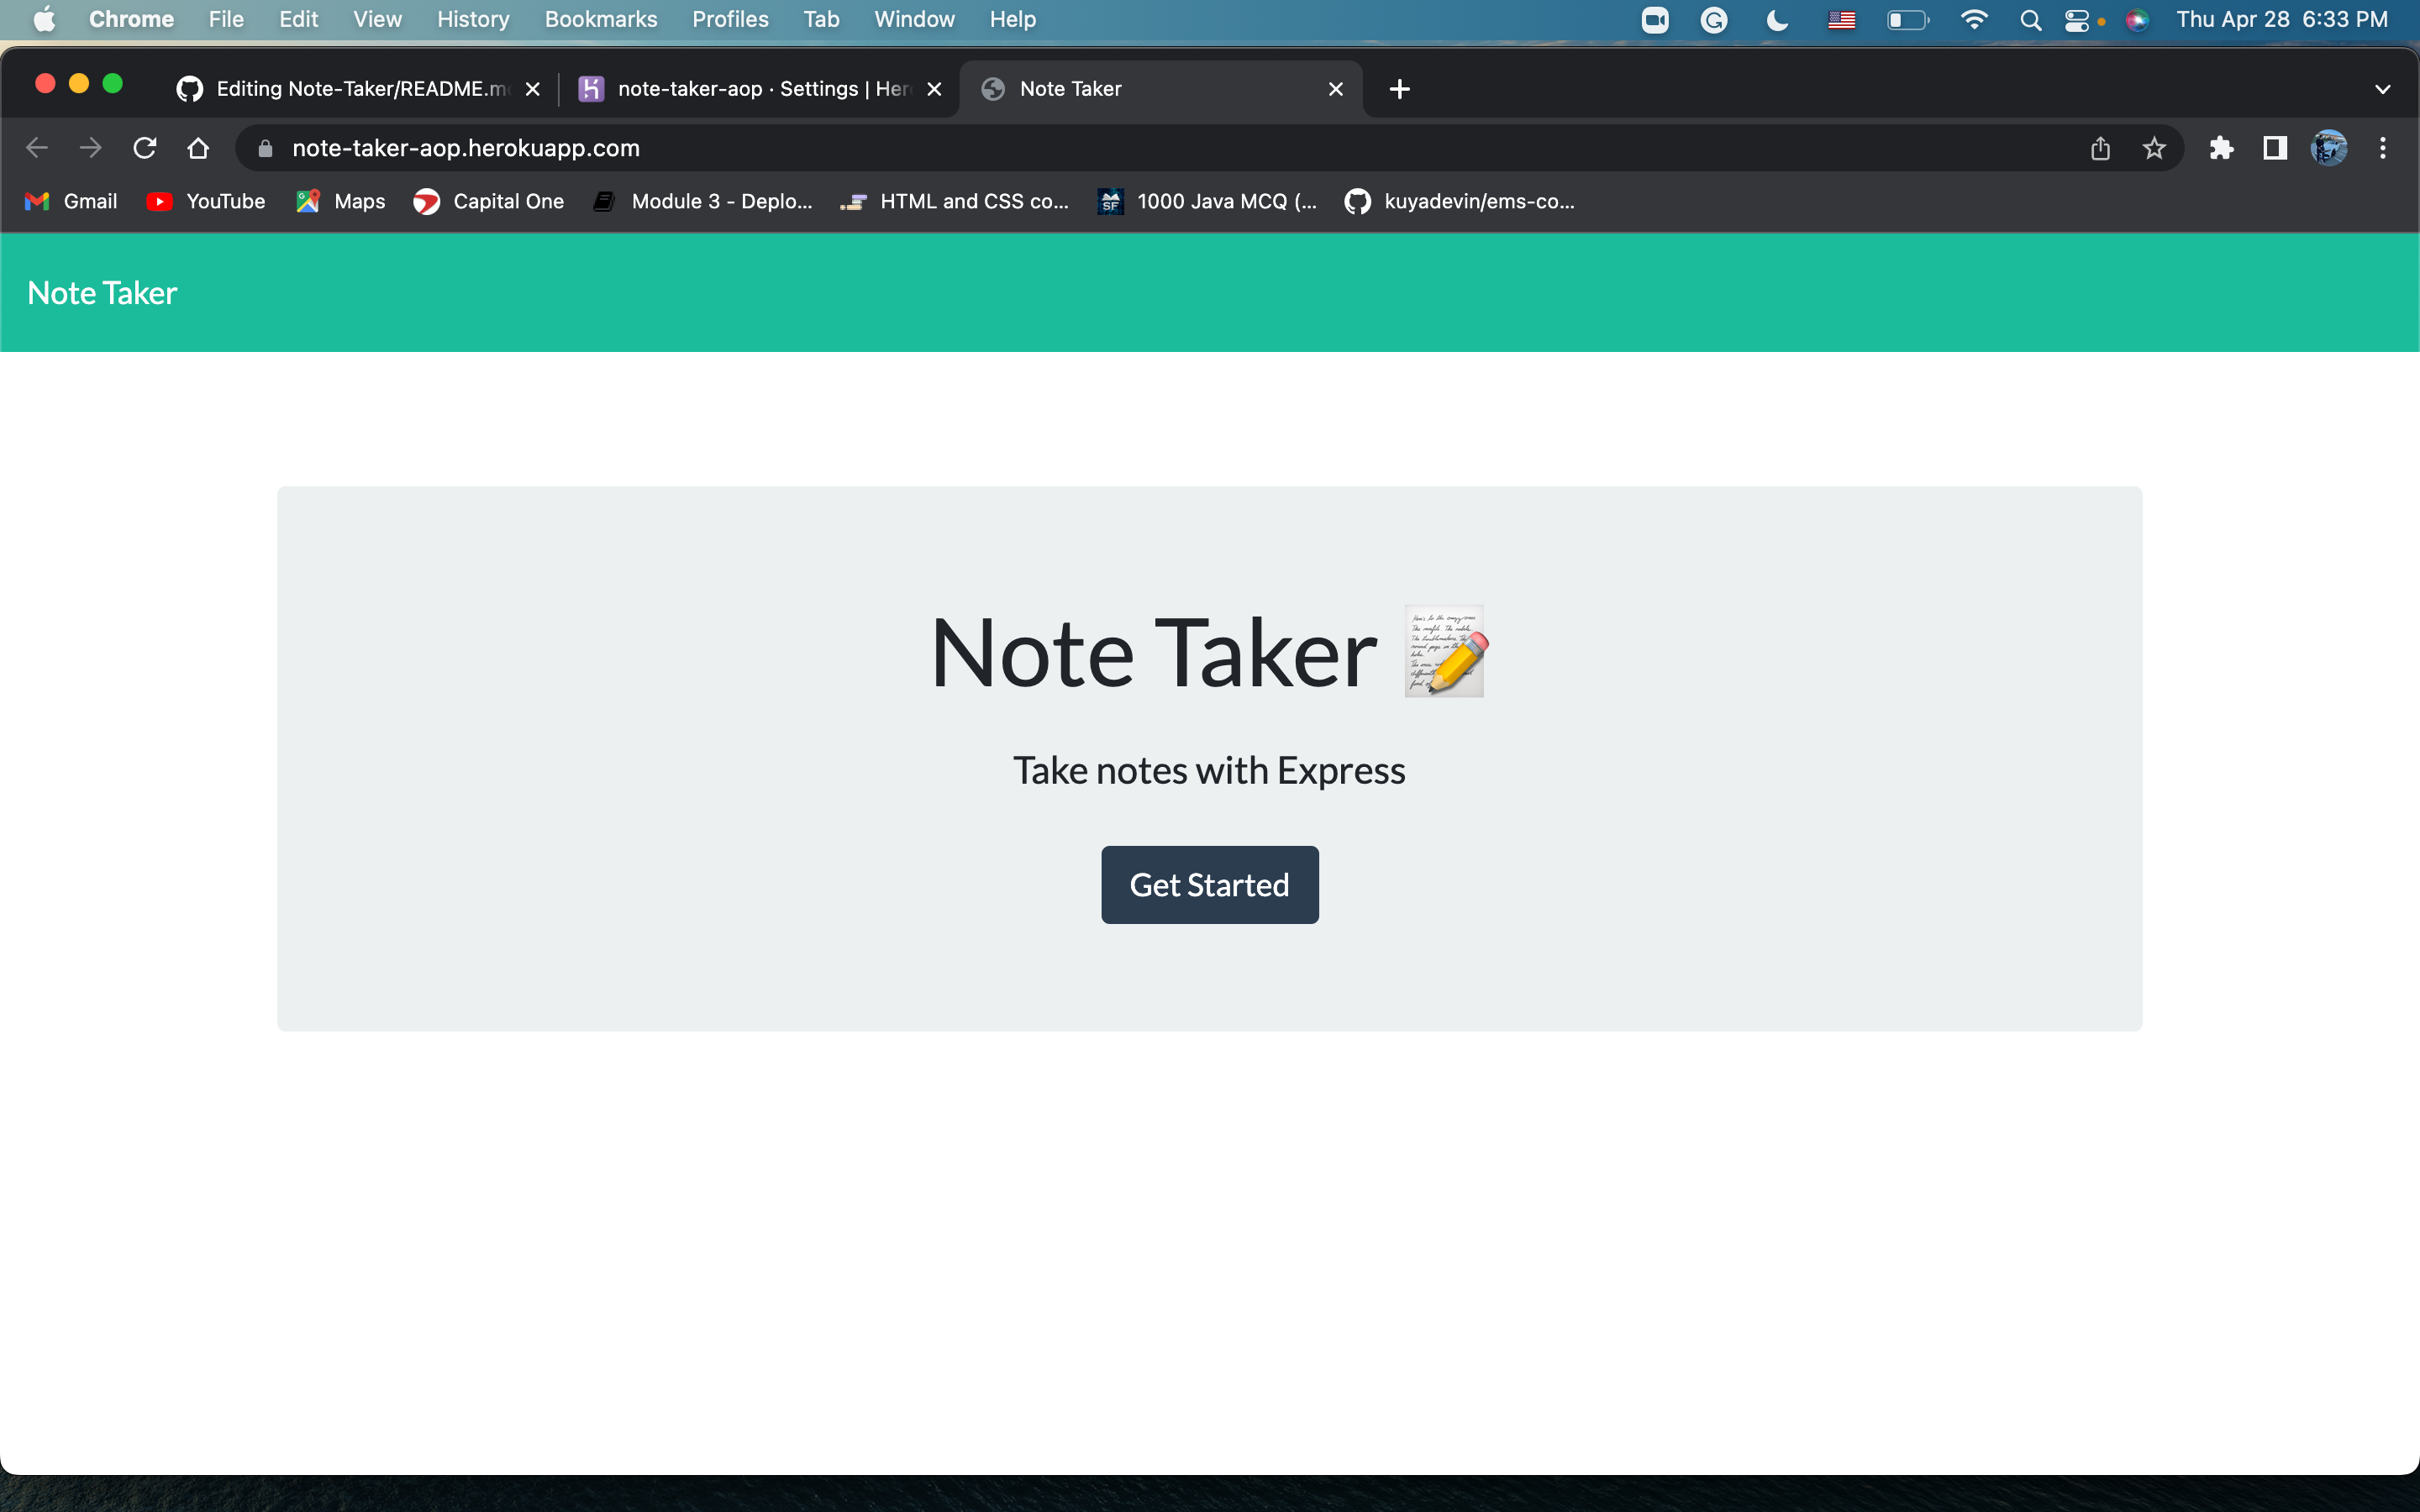 Chrome File Edit View History Bookmarks Profiles Tab Window Help Thu Apr 28 6:33 PM
Editing Note-Taker/README.m note-taker-aop · Settings | Her Note Taker
note-taker-aop.herokuapp.com
Gmail YouTube Maps Capital One Module 3 - Deplo... HTML and CSS co... SF 1000 Java MCQ (... kuyadevin/ems-co...
Note Taker
Note Taker
Take notes with Express
Get Started